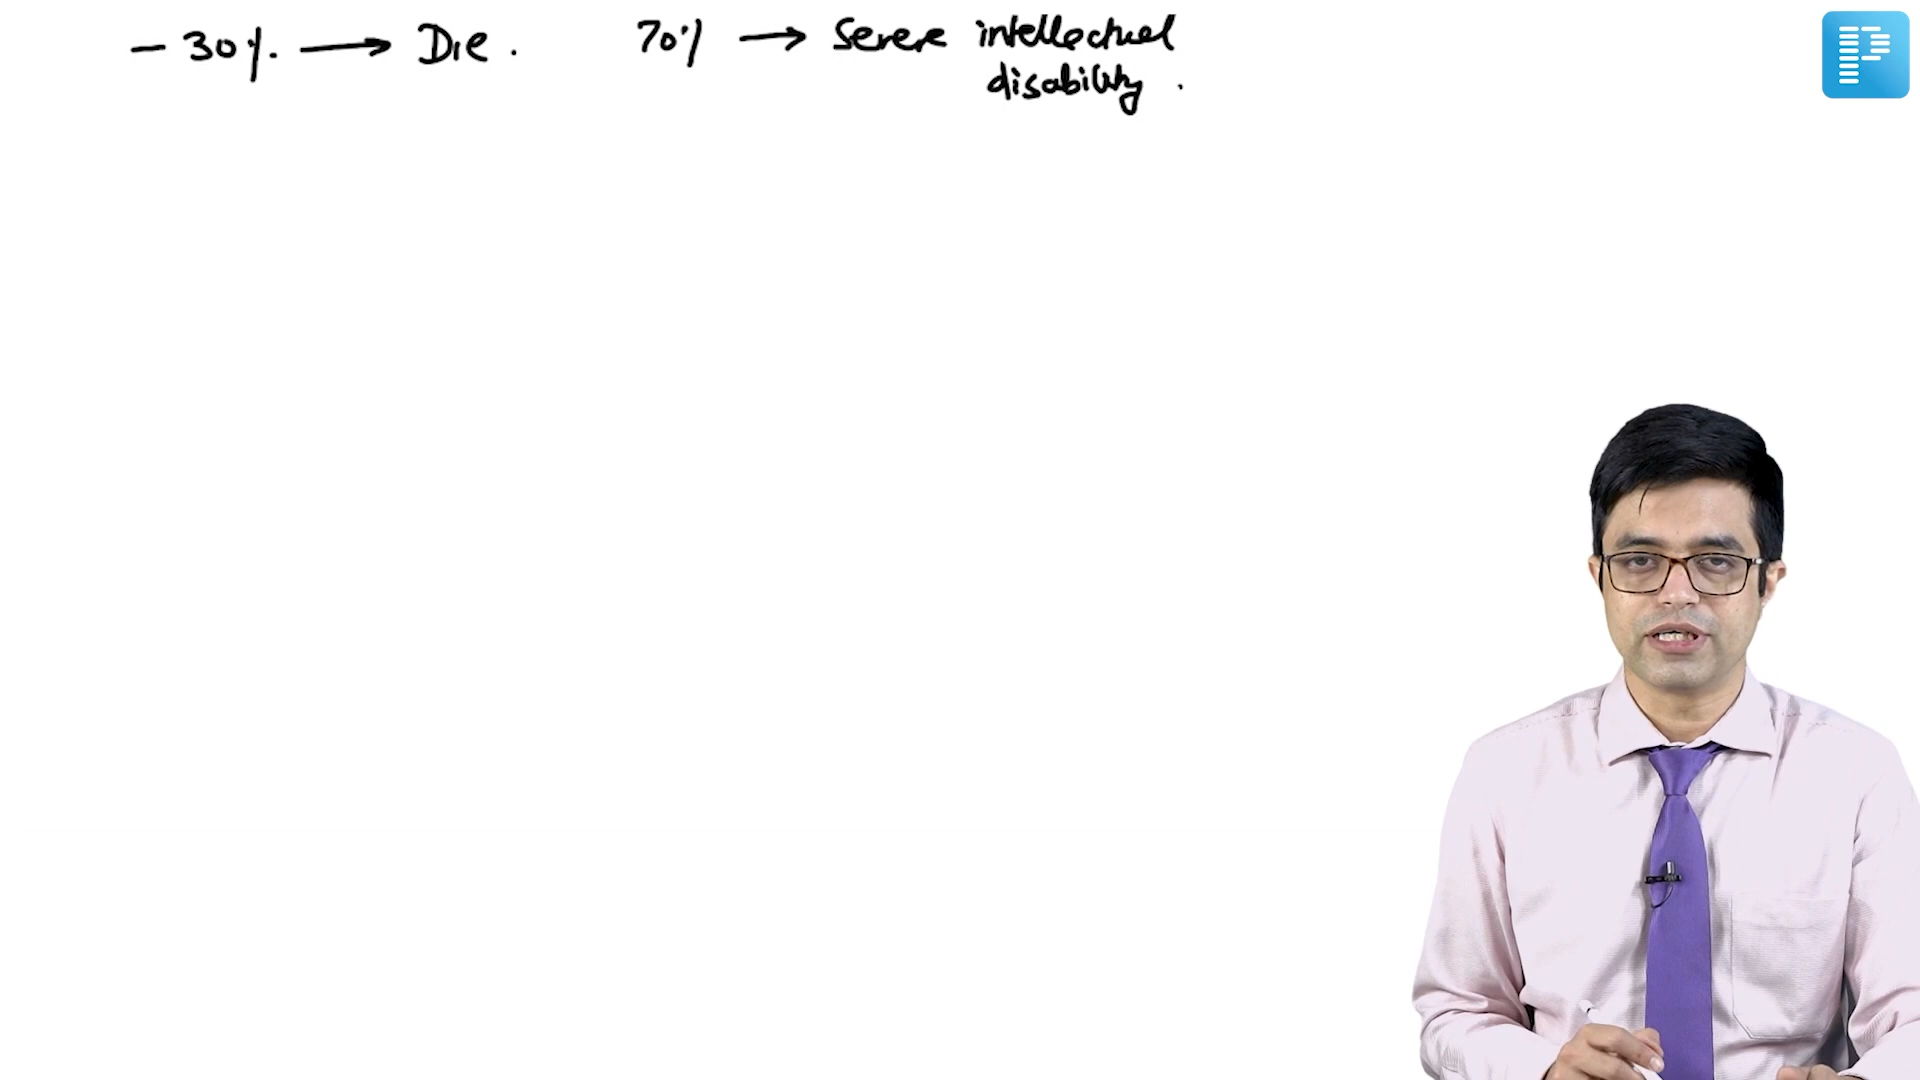 - 30%. → Die.
70% → Severe intellectual
disability.